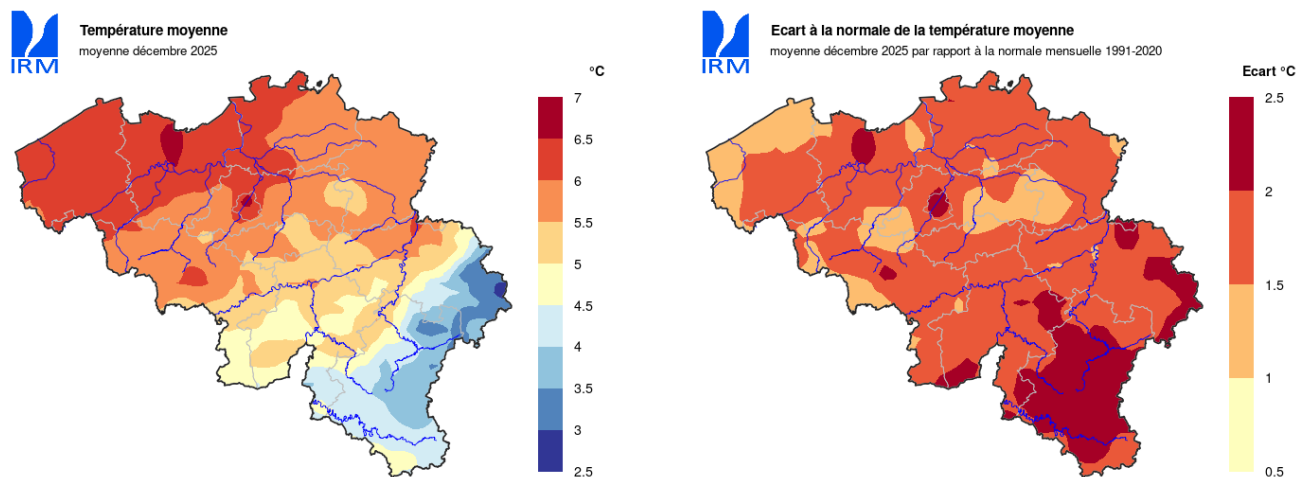 Température moyenne
moyenne décembre 2025
IRM
°C
7
6.5
6
5.5
5
4.5
4
3.5
3
2.5
Ecart à la normale de la température moyenne
moyenne décembre 2025 par rapport à la normale mensuelle 1991-2020
IRM
Ecart °C
2.5
2
1.5
1
0.5